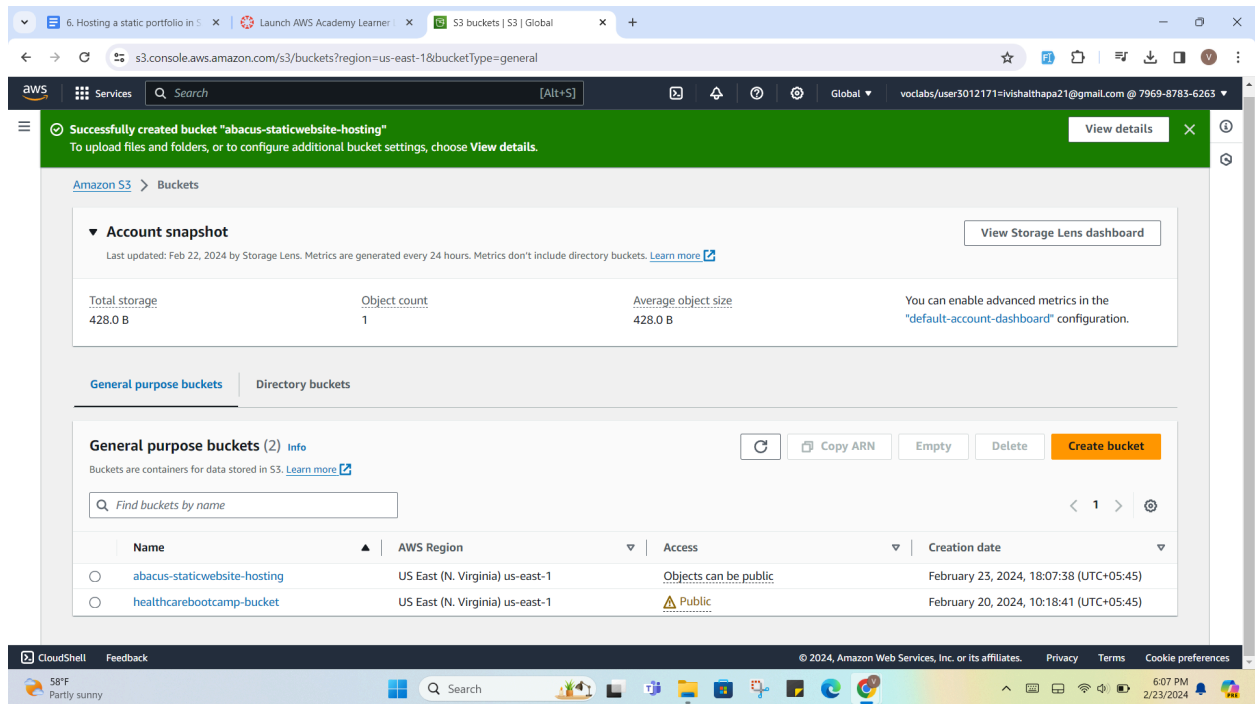 6. Hosting a static portfolio in S
Launch AWS Academy Learner
S3 buckets | S3 | Global
s3.console.aws.amazon.com/s3/buckets?region=us-east-1&bucketType=general
V
aws
Services
Search
[Alt+S]
Global
voclabs/user3012171=ivishalthapa21@gmail.com @ 7969-8783-6263
Successfully created bucket "abacus-staticwebsite-hosting"
To upload files and folders, or to configure additional bucket settings, choose View details.
View details
Amazon S3 > Buckets
Account snapshot
View Storage Lens dashboard
Last updated: Feb 22, 2024 by Storage Lens. Metrics are generated every 24 hours. Metrics don't include directory buckets. Learn more
Total storage
428.0 B
Object count
1
Average object size
428.0 B
You can enable advanced metrics in the
"default-account-dashboard" configuration.
General purpose buckets
Directory buckets
General purpose buckets (2) Info
Buckets are containers for data stored in S3. Learn more
Copy ARN
Empty
Delete
Create bucket
Find buckets by name
1
Name
AWS Region
Access
Creation date
abacus-staticwebsite-hosting
US East (N. Virginia) us-east-1
Objects can be public
February 23, 2024, 18:07:38 (UTC+05:45)
healthcarebootcamp-bucket
US East (N. Virginia) us-east-1
Public
February 20, 2024, 10:18:41 (UTC+05:45)
CloudShell
Feedback
© 2024, Amazon Web Services, Inc. or its affiliates.
Privacy
Terms
Cookie preferences
58°F
Partly sunny
Search
6:07 PM
2/23/2024